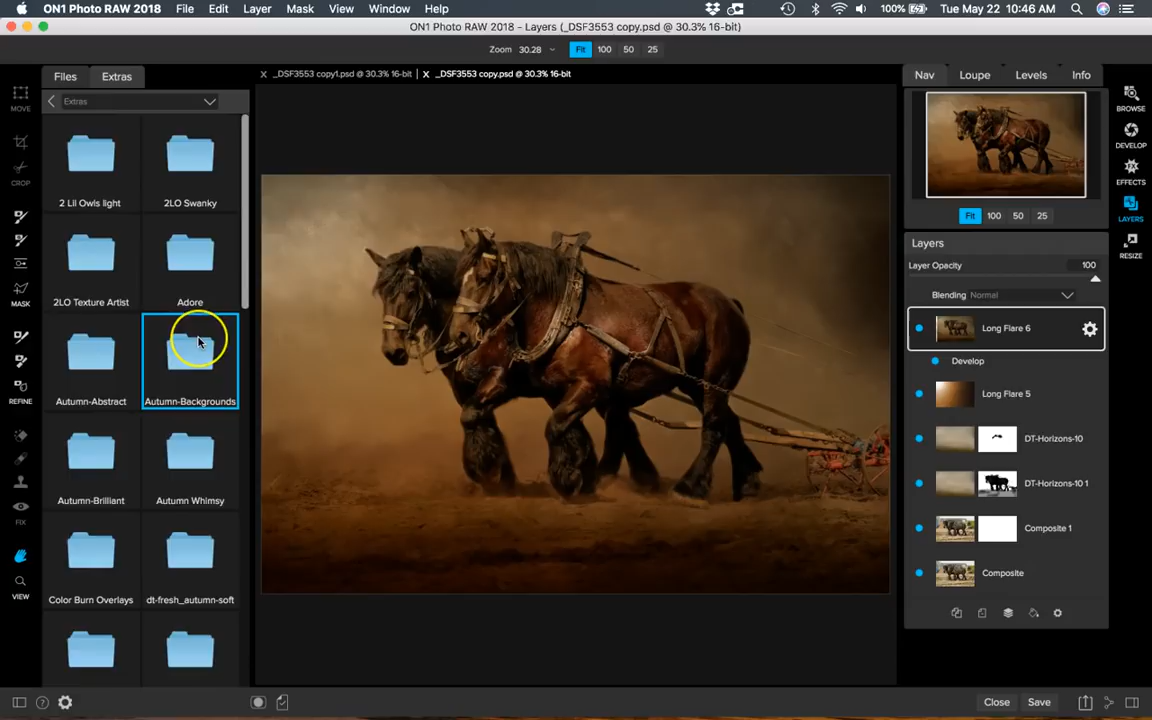 ON1 Photo RAW 2018 File Edit Layer Mask View Window Help 100% Tue May 22 10:46 AM
ON1 Photo RAW 2018 - Layers (_DSF3553 copy.psd @ 30.3% 16-bit)
Zoom 30.28 Fit 100 50 25
Files Extras
X _DSF3553 copy1.psd @ 30.3% 16-bit X _DSF3553 copy.psd @ 30.3% 16-bit
Nav Loupe Levels Info
Extras
MOVE
CROP
MASK
REFINE
FIX
VIEW
2 Lil Owls light 2LO Swanky
2LO Texture Artist Adore
Autumn-Abstract Autumn-Backgrounds
Autumn-Brilliant Autumn Whimsy
Color Burn Overlays dt-fresh_autumn-soft
BROWSE
DEVELOP
EFFECTS
LAYERS
RESIZE
Fit 100 50 25
Layers
Layer Opacity 100
Blending Normal
Long Flare 6
Develop
Long Flare 5
DT-Horizons-10
DT-Horizons-10 1
Composite 1
Composite
Close Save